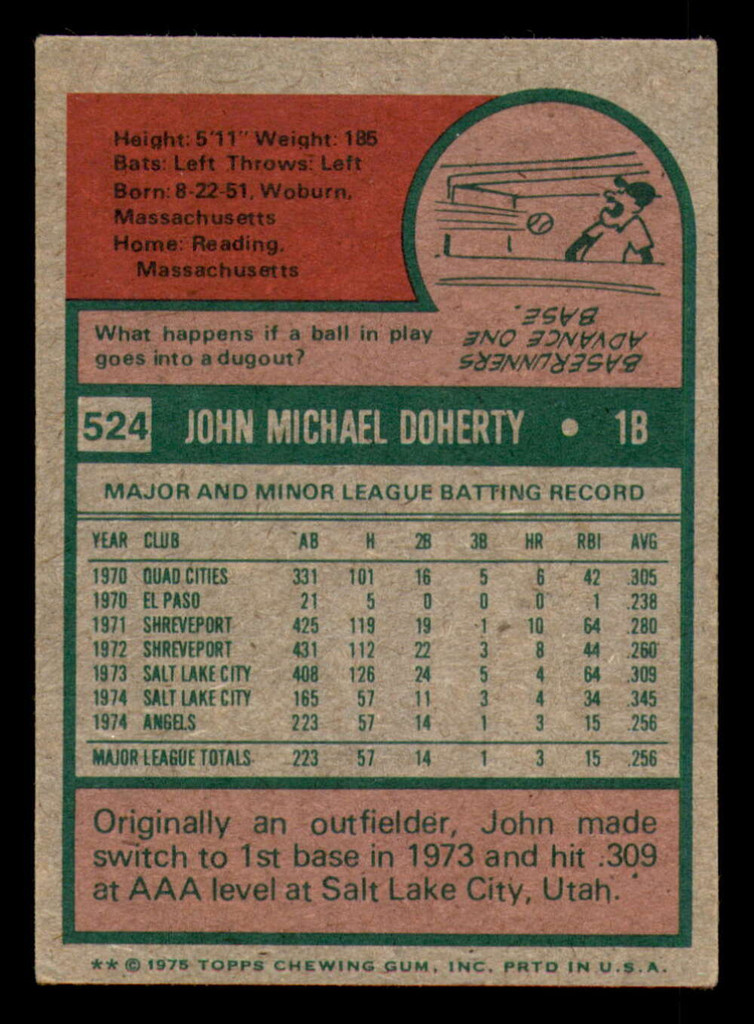 Height: 5'11" Weight: 185
Bats: Left Throws: Left
Born: 8-22-51, Woburn,
Massachusetts
Home: Reading,
Massachusetts
What happens if a ball in play
goes into a dugout?
BASERUNNERS
ADVANCE ONE
BASE.
524 JOHN MICHAEL DOHERTY • 1B
MAJOR AND MINOR LEAGUE BATTING RECORD
YEAR CLUB AB H 2B 3B HR RBI AVG
1970 QUAD CITIES 331 101 16 5 6 42 .305
1970 EL PASO 21 5 0 0 0 1 .238
1971 SHREVEPORT 425 119 19 1 10 64 .280
1972 SHREVEPORT 431 112 22 3 8 44 .260
1973 SALT LAKE CITY 408 126 24 5 4 64 .309
1974 SALT LAKE CITY 165 57 11 3 4 34 .345
1974 ANGELS 223 57 14 1 3 15 .256
MAJOR LEAGUE TOTALS 223 57 14 1 3 15 .256
Originally an outfielder, John made
switch to 1st base in 1973 and hit .309
at AAA level at Salt Lake City, Utah.
** © 1975 TOPPS CHEWING GUM, INC. PRTD IN U.S.A.